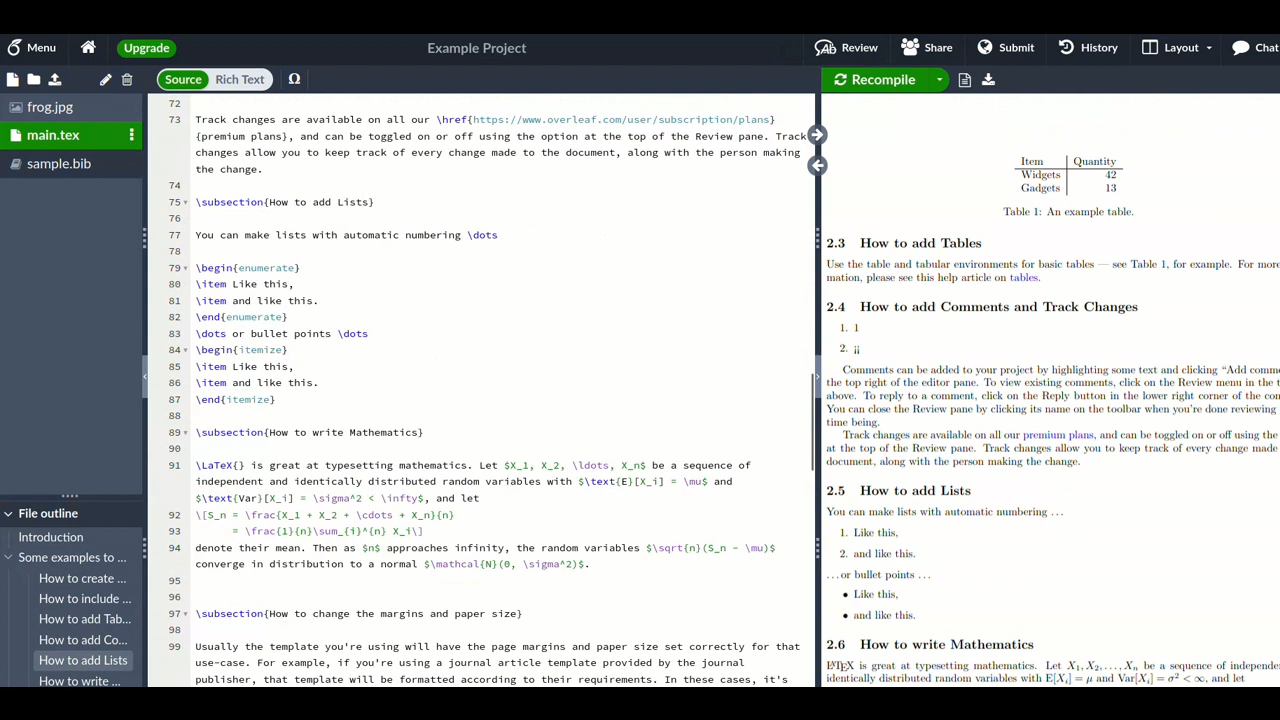 Menu
Upgrade
Example Project
Review
Share
Submit
History
Layout
Chat
Source
Rich Text
Ω
Recompile
frog.jpg
main.tex
sample.bib
File outline
Introduction
Some examples to ...
How to create ...
How to include ...
How to add Tab...
How to add Co...
How to add Lists
How to write ...
72
73 Track changes are available on all our \href{https://www.overleaf.com/user/subscription/plans}
{premium plans}, and can be toggled on or off using the option at the top of the Review pane. Track
changes allow you to keep track of every change made to the document, along with the person making
the change.
74
75 \subsection{How to add Lists}
76
77 You can make lists with automatic numbering \dots
78
79 \begin{enumerate}
80 \item Like this,
81 \item and like this.
82 \end{enumerate}
83 \dots or bullet points \dots
84 \begin{itemize}
85 \item Like this,
86 \item and like this.
87 \end{itemize}
88
89 \subsection{How to write Mathematics}
90
91 \LaTeX{} is great at typesetting mathematics. Let $X_1, X_2, \ldots, X_n$ be a sequence of
independent and identically distributed random variables with $\text{E}[X_i] = \mu$ and
$\text{Var}[X_i] = \sigma^2 < \infty$, and let
92 \[S_n = \frac{X_1 + X_2 + \cdots + X_n}{n}
93 = \frac{1}{n}\sum_{i}^{n} X_i\]
94 denote their mean. Then as $n$ approaches infinity, the random variables $\sqrt{n}(S_n - \mu)$
converge in distribution to a normal $\mathcal{N}(0, \sigma^2)$.
95
96
97 \subsection{How to change the margins and paper size}
98
99 Usually the template you're using will have the page margins and paper size set correctly for that
use-case. For example, if you're using a journal article template provided by the journal
publisher, that template will be formatted according to their requirements. In these cases, it's
Item Quantity
Widgets 42
Gadgets 13
Table 1: An example table.
2.3 How to add Tables
Use the table and tabular environments for basic tables — see Table 1, for example. For more
mation, please see this help article on tables.
2.4 How to add Comments and Track Changes
1. 1
2. ¡¡
Comments can be added to your project by highlighting some text and clicking “Add comme
the top right of the editor pane. To view existing comments, click on the Review menu in the t
above. To reply to a comment, click on the Reply button in the lower right corner of the com
You can close the Review pane by clicking its name on the toolbar when you're done reviewing
time being.
Track changes are available on all our premium plans, and can be toggled on or off using the
at the top of the Review pane. Track changes allow you to keep track of every change made
document, along with the person making the change.
2.5 How to add Lists
You can make lists with automatic numbering ...
1. Like this,
2. and like this.
...or bullet points ...
• Like this,
• and like this.
2.6 How to write Mathematics
LATEX is great at typesetting mathematics. Let X₁, X₂, ..., Xₙ be a sequence of independe
identically distributed random variables with E[Xᵢ] = μ and Var[Xᵢ] = σ² < ∞, and let